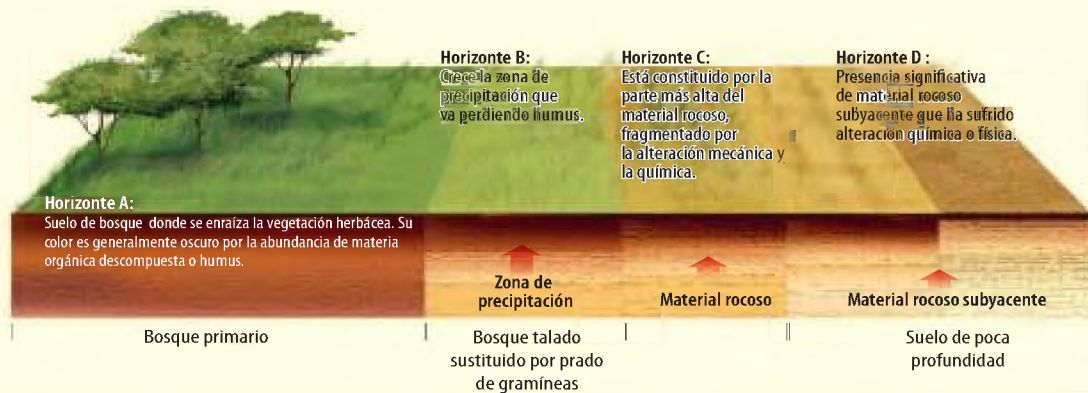 Horizonte B:
Crece la zona de
precipitación que
va perdiendo humus.
Horizonte C:
Está constituido por la
parte más alta del
material rocoso,
fragmentado por
la alteración mecánica y
la química.
Horizonte D :
Presencia significativa
de material rocoso
subyacente que ha sufrido
alteración química o física.
Horizonte A:
Suelo de bosque donde se enraíza la vegetación herbácea. Su
color es generalmente oscuro por la abundancia de materia
orgánica descompuesta o humus.
Zona de
precipitación
Material rocoso
Material rocoso subyacente
Bosque primario
Bosque talado
sustituido por prado
de gramíneas
Suelo de poca
profundidad